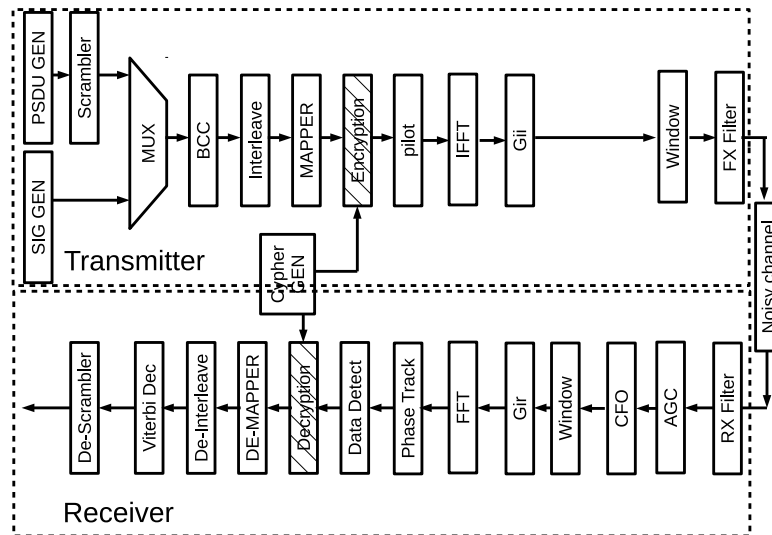 PSDU GEN
Scrambler
SIG GEN
MUX
BCC
Interleave
MAPPER
Encryption
pilot
IFFT
Gii
Window
FX Filter
Transmitter
Cypher
GEN
Noisy channel
De-Scrambler
Viterbi Dec
De-Interleave
DE-MAPPER
Decryption
Data Detect
Phase Track
FFT
Gir
Window
CFO
AGC
RX Filter
Receiver